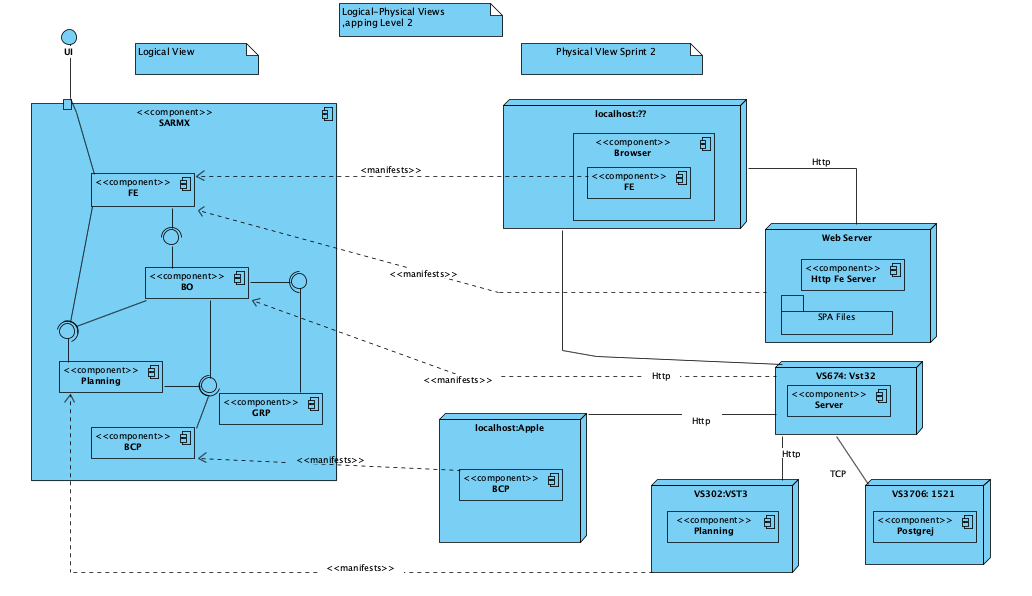 Logical-Physical Views
,apping Level 2
Logical View
Physical VIew Sprint 2
UI
<<component>>
SARMX
<<component>>
FE
<<component>>
BO
<<component>>
Planning
<<component>>
GRP
<<component>>
BCP
<<manifests>>
<<manifests>>
<<manifests>>
<<manifests>>
<<manifests>>
localhost:??
<<component>>
Browser
<<component>>
FE
Http
Web Server
<<component>>
Http Fe Server
SPA Files
Http
VS674: Vst32
<<component>>
Server
Http
localhost:Apple
<<component>>
BCP
Http
TCP
VS302:VST3
<<component>>
Planning
VS3706: 1521
<<component>>
Postgrej